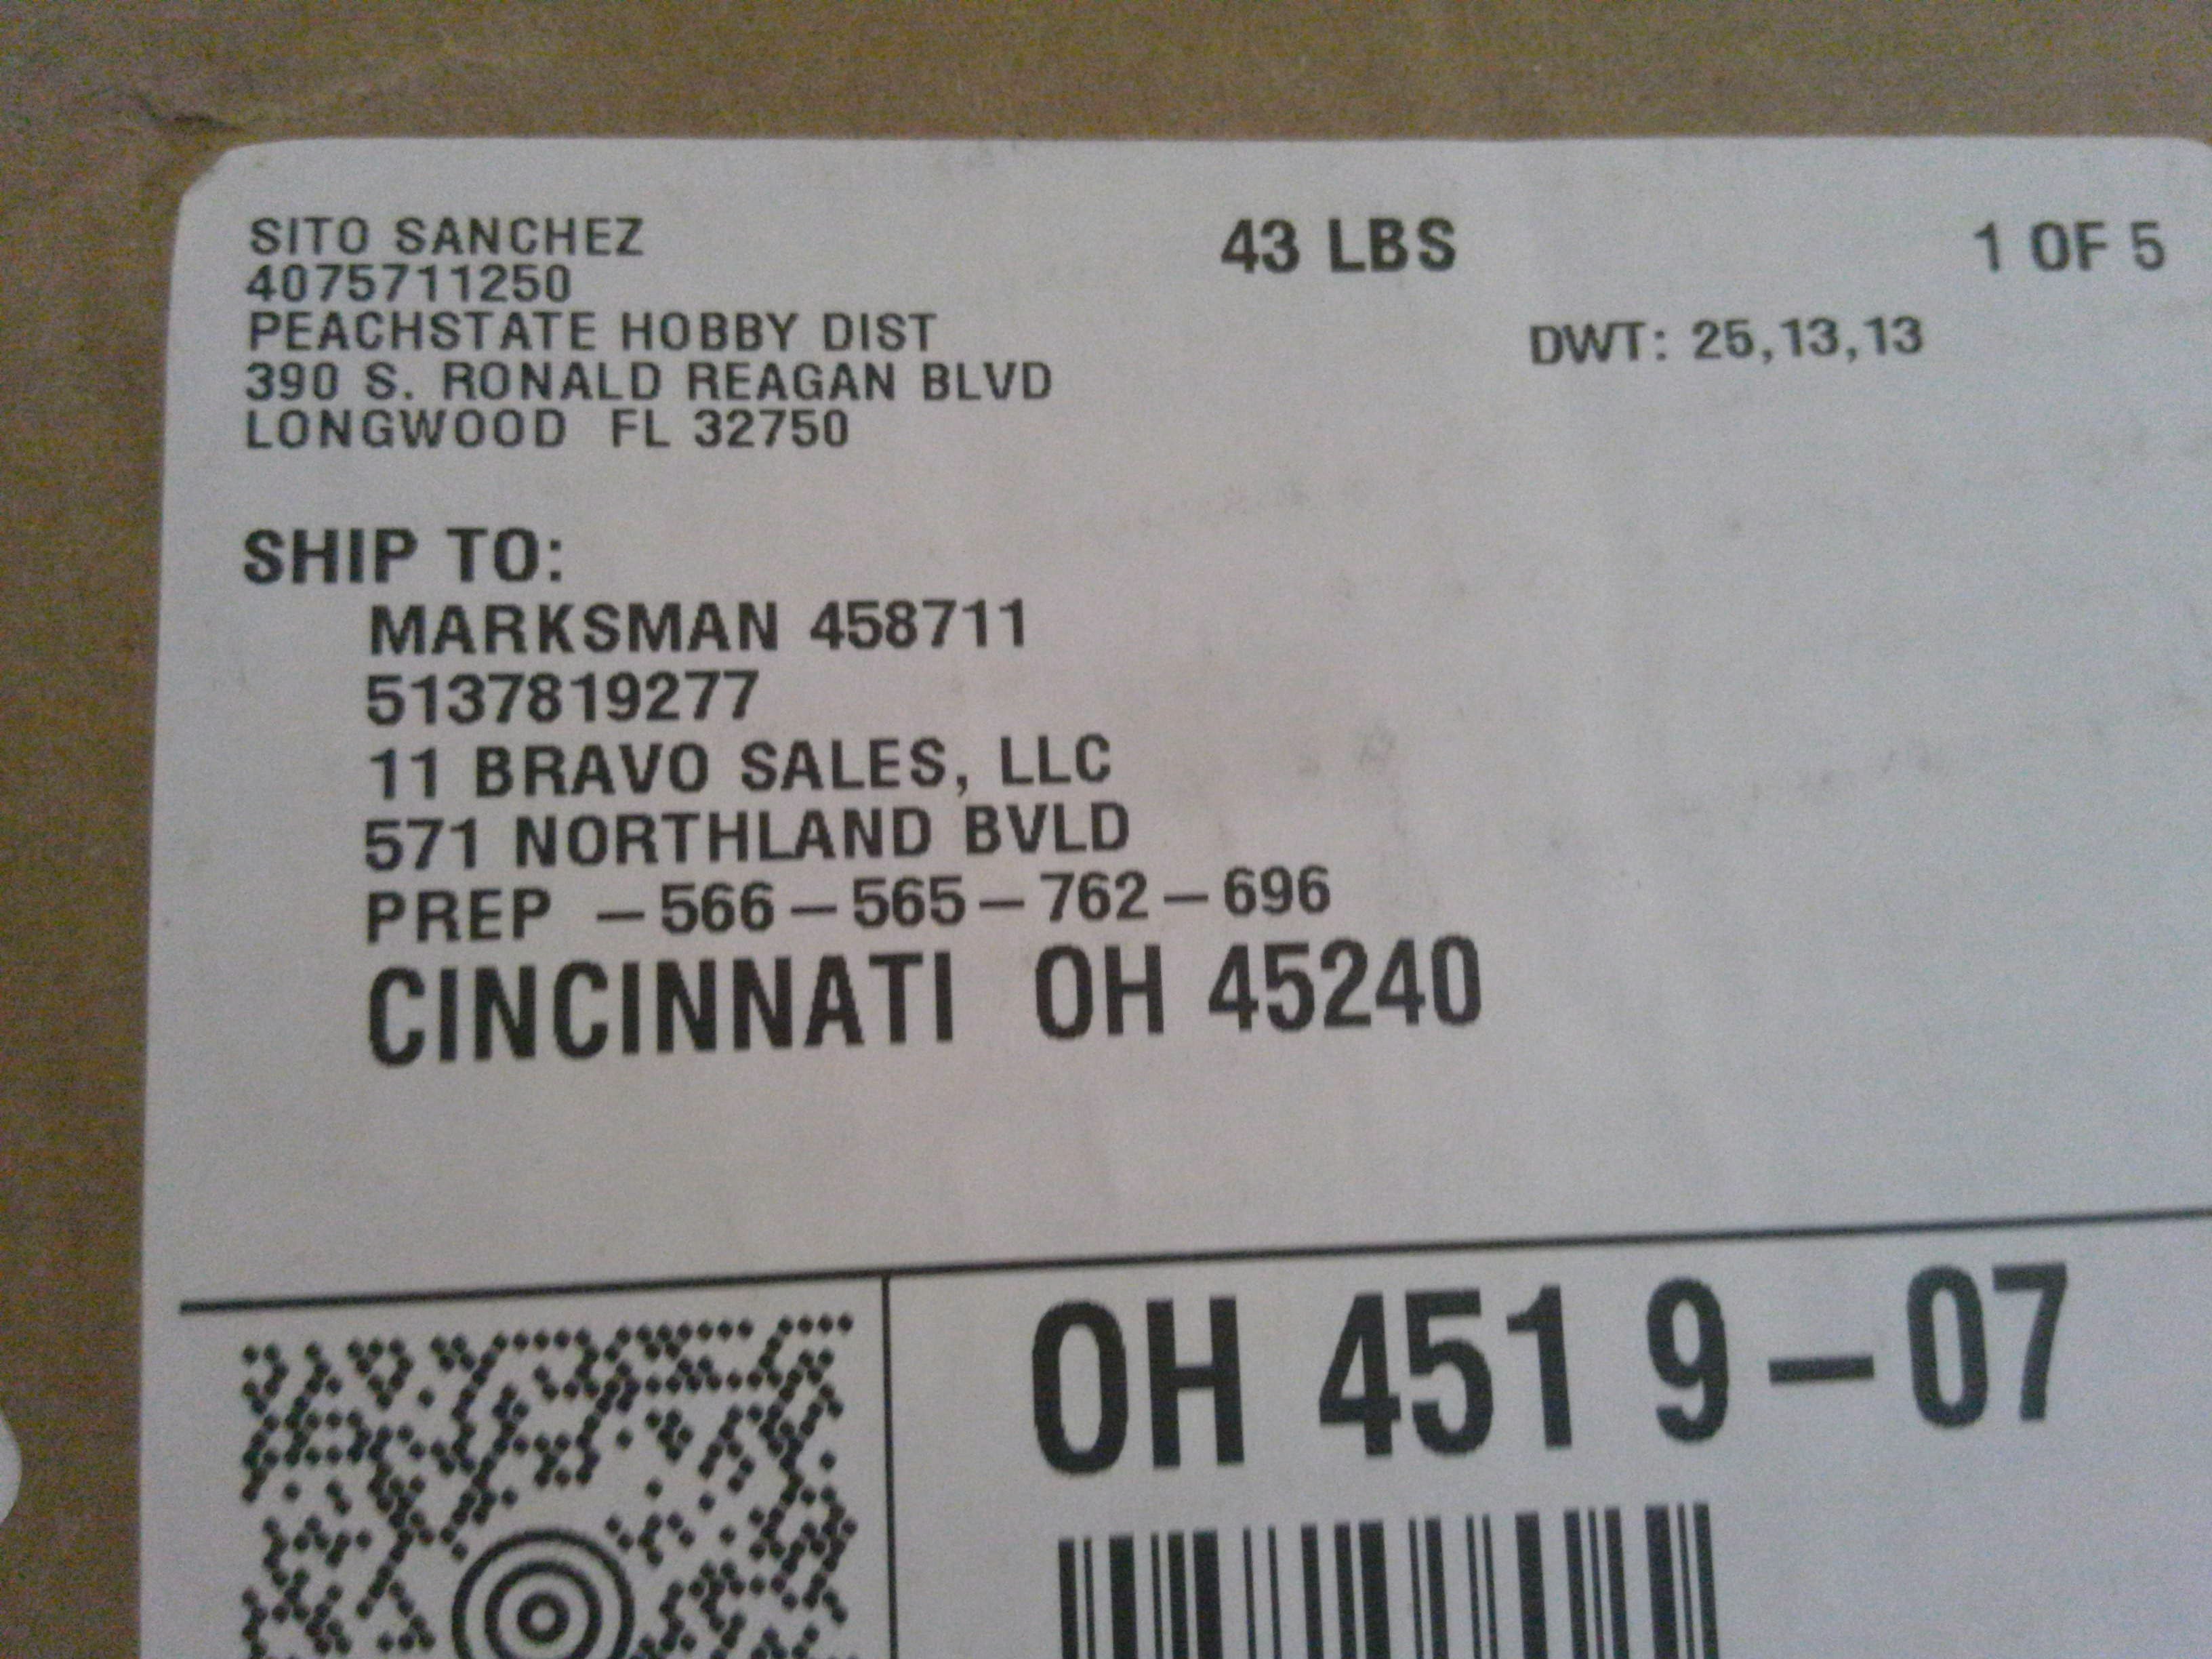 SITO SANCHEZ
4075711250
PEACHSTATE HOBBY DIST
390 S. RONALD REAGAN BLVD
LONGWOOD FL 32750
43 LBS
1 OF 5
DWT: 25,13,13
SHIP TO:
MARKSMAN 458711
5137819277
11 BRAVO SALES, LLC
571 NORTHLAND BVLD
PREP –566–565–762–696
CINCINNATI OH 45240
OH 451 9–07